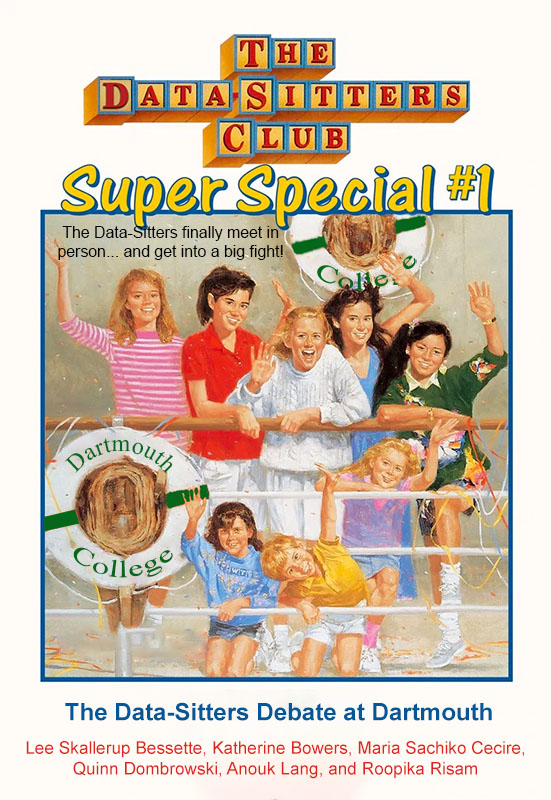 THE
DATA-SITTERS
CLUB
Super Special #1
The Data-Sitters finally meet in
person... and get into a big fight!
College
Dartmouth
College
The Data-Sitters Debate at Dartmouth
Lee Skallerup Bessette, Katherine Bowers, Maria Sachiko Cecire,
Quinn Dombrowski, Anouk Lang, and Roopika Risam